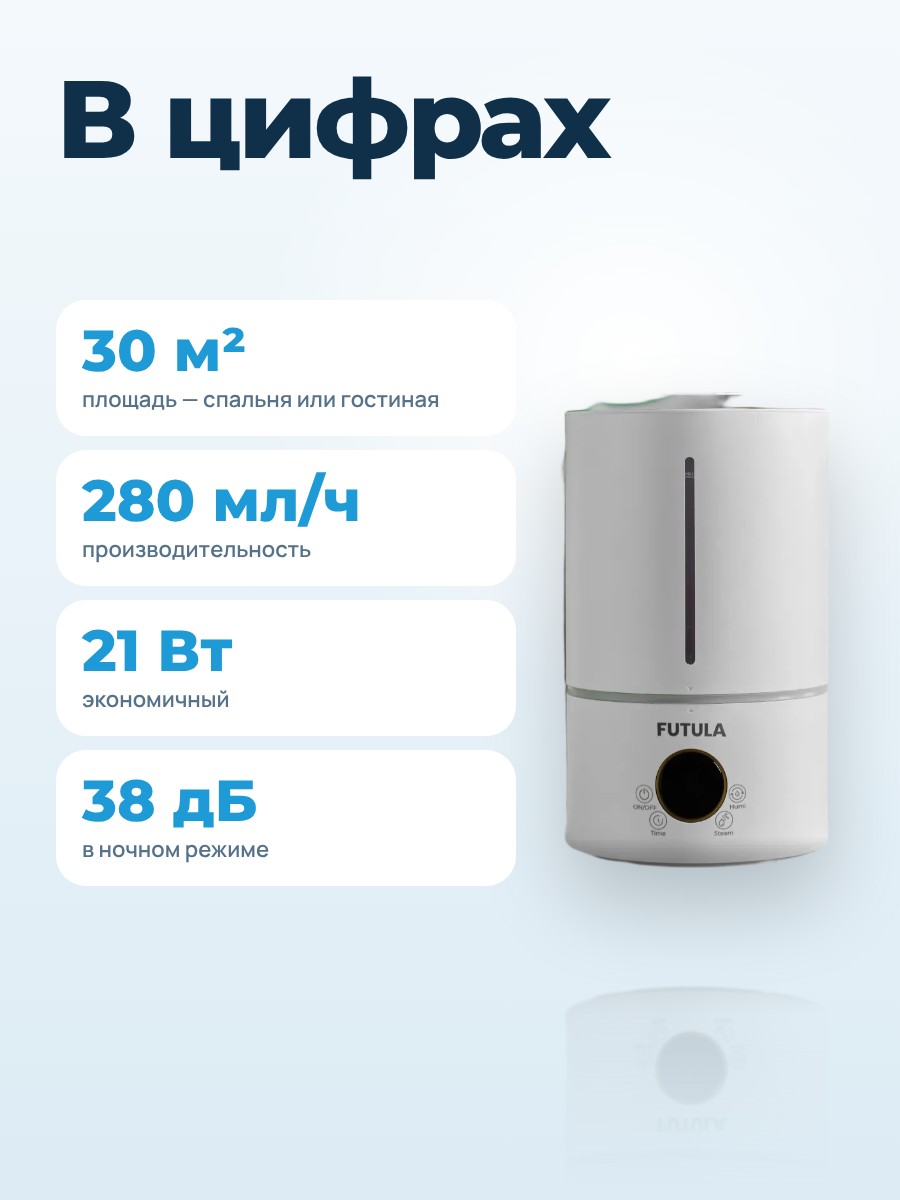 В цифрах
30 м²
площадь — спальня или гостиная
280 мл/ч
производительность
21 Вт
экономичный
38 дБ
в ночном режиме
FUTULA
ON/OFF
Humi
Time
Steam